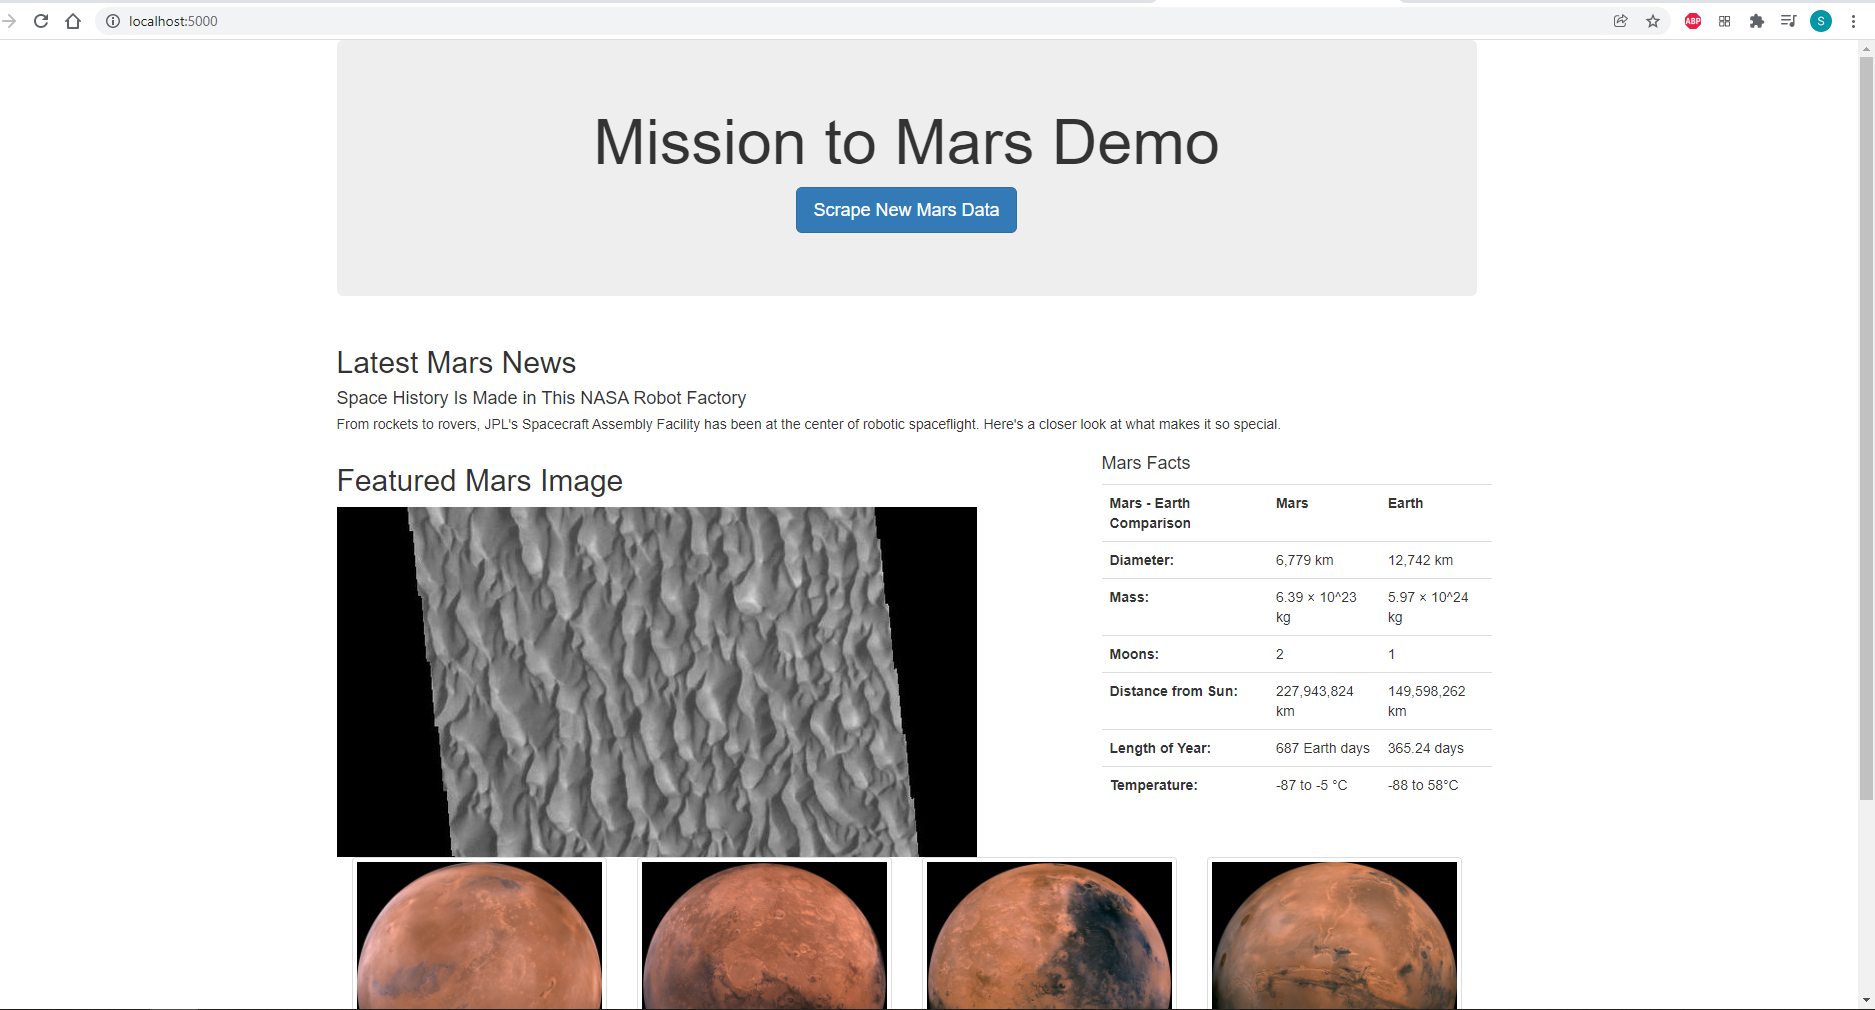 localhost:5000
ABP
S
Mission to Mars Demo
Scrape New Mars Data
Latest Mars News
Space History Is Made in This NASA Robot Factory
From rockets to rovers, JPL's Spacecraft Assembly Facility has been at the center of robotic spaceflight. Here's a closer look at what makes it so special.
Featured Mars Image
Mars Facts
Mars - Earth Comparison Mars Earth
Diameter: 6,779 km 12,742 km
Mass: 6.39 × 10^23 kg 5.97 × 10^24 kg
Moons: 2 1
Distance from Sun: 227,943,824 km 149,598,262 km
Length of Year: 687 Earth days 365.24 days
Temperature: -87 to -5 °C -88 to 58°C